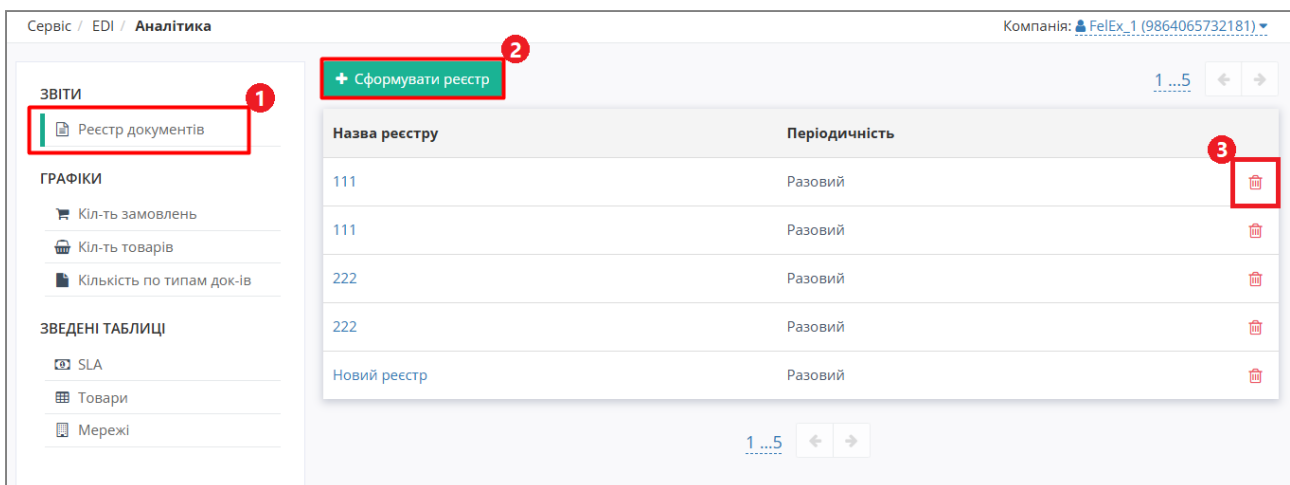 Сервіс / EDI / Аналітика
Компанія: FelEx_1 (9864065732181)
2
+ Сформувати реєстр
1 ...5
ЗВІТИ
1
Реєстр документів
Назва реєстру Періодичність
3
ГРАФІКИ
111 Разовий
Кіл-ть замовлень
111 Разовий
Кіл-ть товарів
Кількість по типам док-ів
222 Разовий
ЗВЕДЕНІ ТАБЛИЦІ
222 Разовий
SLA
Новий реєстр Разовий
Товари
Мережі
1 ...5